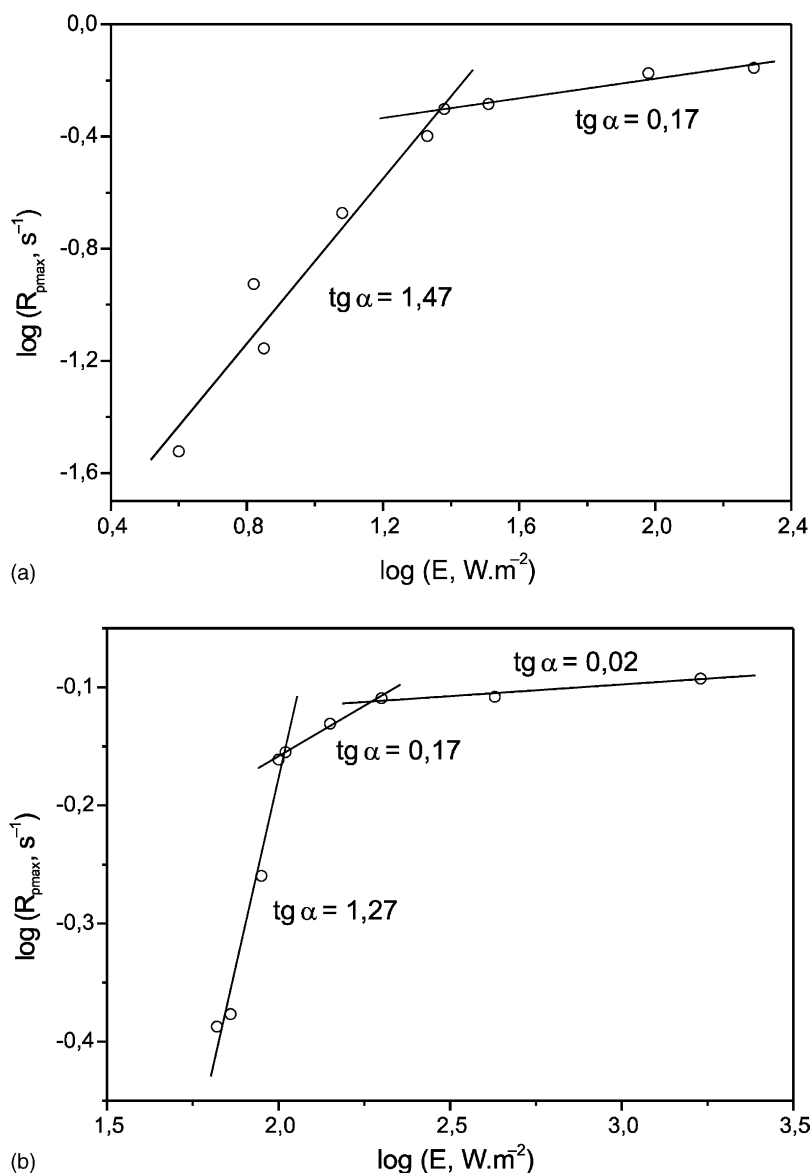 0,0
-0,4
-0,8
-1,2
-1,6
log (Rpmax, s⁻¹)
tg α = 0,17
tg α = 1,47
0,4 0,8 1,2 1,6 2,0 2,4
(a)
log (E, W.m⁻²)
-0,1
-0,2
-0,3
-0,4
log (Rpmax, s⁻¹)
tg α = 0,02
tg α = 0,17
tg α = 1,27
1,5 2,0 2,5 3,0 3,5
(b)
log (E, W.m⁻²)